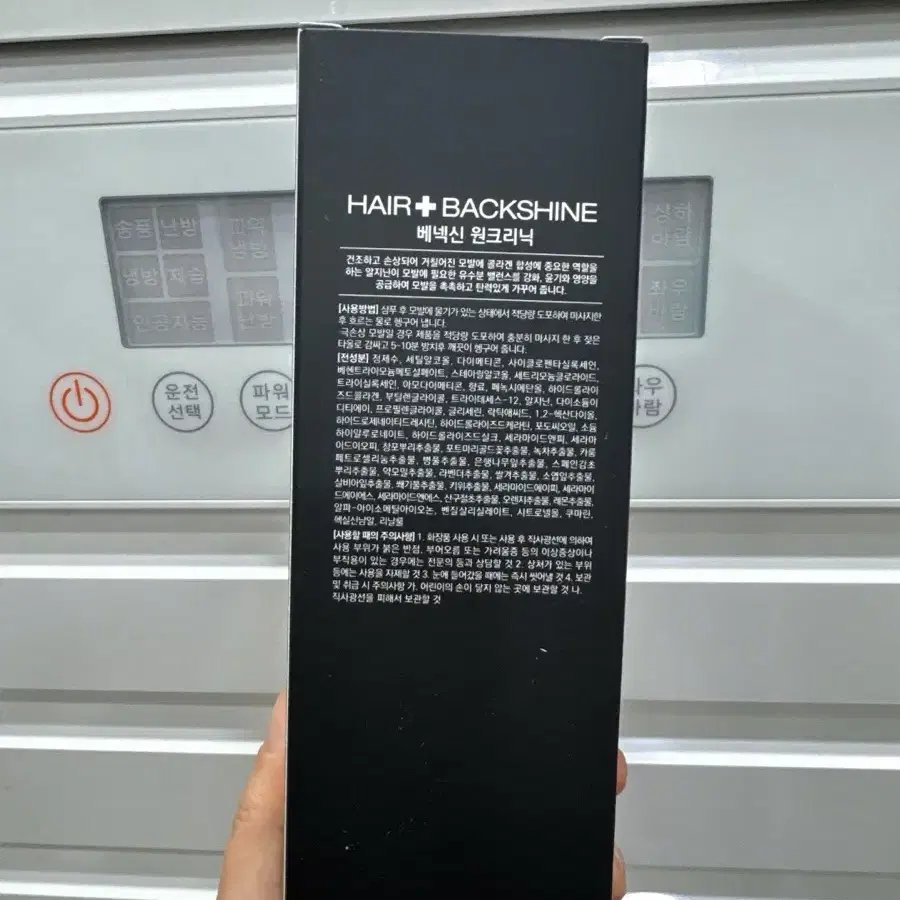 HAIR✚BACKSHINE
베넥신 원크리닉
건조하고 손상되어 거칠어진 모발에 콜라겐 합성에 중요한 역할을
하는 알지닌이 모발에 필요한 유수분 밸런스를 강화, 윤기와 영양을
공급하여 모발을 촉촉하고 탄력있게 가꾸어 줍니다.
[사용방법] 샴푸 후 모발에 물기가 있는 상태에서 적당량 도포하여 마사지한
후 흐르는 물로 헹구어 냅니다.
극손상 모발일 경우 제품을 적당량 도포하여 충분히 마사지 한 후 젖은
타올로 감싸고 5~10분 방치후 깨끗이 헹구어 줍니다.
[전성분] 정제수, 세틸알코올, 다이메티콘, 사이클로펜타실록세인,
베헨트라이모늄메토설페이트, 스테아릴알코올, 세트리모늄클로라이드,
트라이실록세인, 아모다이메티콘, 향료, 페녹시에탄올, 하이드롤라이
즈드콜라겐, 부틸렌글라이콜, 트라이데세스-12, 알지닌, 다이소듐이
디티에이, 프로필렌글라이콜, 글리세린, 락틱애씨드, 1,2-헥산다이올,
하이드로제네이티드레시틴, 하이드롤라이즈드케라틴, 포도씨오일, 소듐
하이알루로네이트, 하이드롤라이즈드실크, 세라마이드엔피, 세라마
이드이오피, 창포뿌리추출물, 포트마리골드꽃추출물, 녹차추출물, 카룸
페트로셀리눔추출물, 병풀추출물, 은행나무잎추출물, 스페인감초
뿌리추출물, 약모밀추출물, 라벤더추출물, 쌀겨추출물, 소엽잎추출물,
살비아잎추출물, 쇄기풀추출물, 키위추출물, 세라마이드에이피, 세라마이
드에이에스, 세라마이드엔에스, 산구절초추출물, 오렌지추출물, 레몬추출물,
알파-아이소메틸아이오논, 벤질살리실레이트, 시트로넬올, 쿠마린,
헥실신남알, 리날룰
[사용할 때의 주의사항] 1. 화장품 사용 시 또는 사용 후 직사광선에 의하여
사용 부위가 붉은 반점, 부어오름 또는 가려움증 등의 이상증상이나
부작용이 있는 경우에는 전문의 등과 상담할 것 2. 상처가 있는 부위
등에는 사용을 자제할 것 3. 눈에 들어갔을 때에는 즉시 씻어낼 것 4. 보관
및 취급 시 주의사항 가. 어린이의 손이 닿지 않는 곳에 보관할 것 나.
직사광선을 피해서 보관할 것
송풍 난방 파워
냉방
냉방 제습
파워
난방
인공지능
상하
바람
좌우
바람
운전
선택
파워
모드